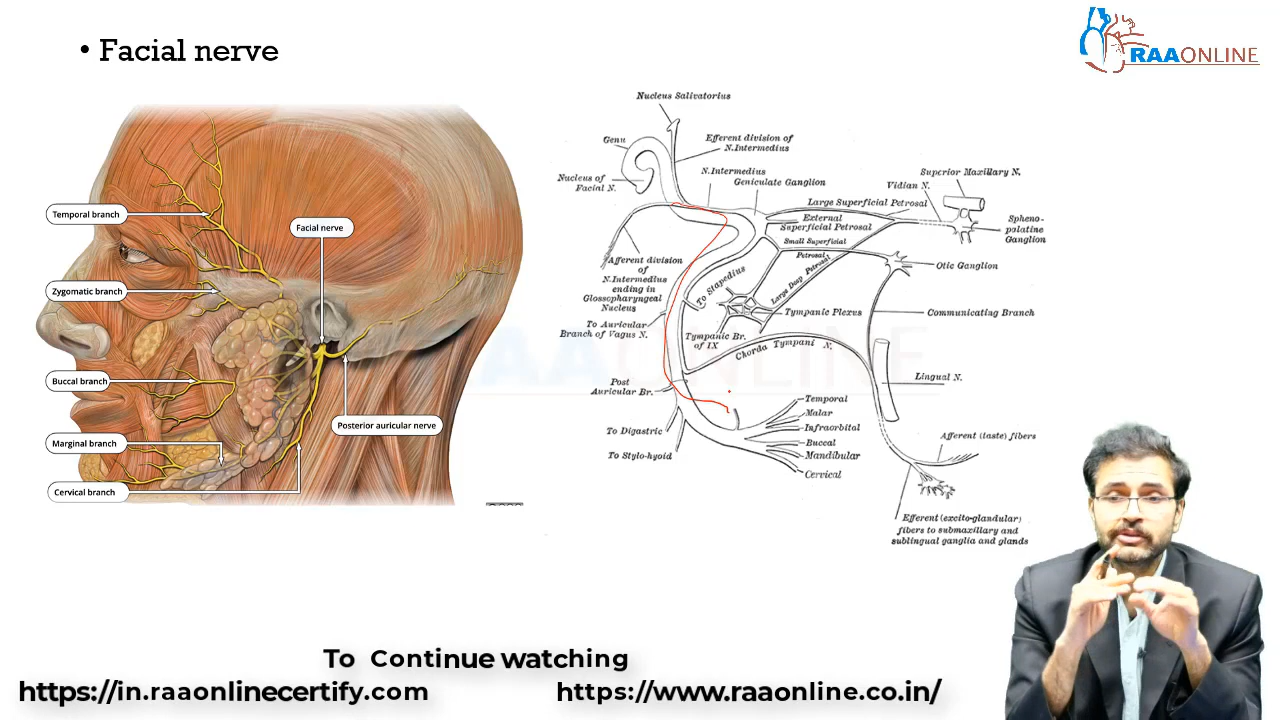 • Facial nerve
RAAONLINE
Temporal branch
Facial nerve
Zygomatic branch
Buccal branch
Posterior auricular nerve
Marginal branch
Cervical branch
Nucleus Salivatorius
Genu
Efferent division of
N.Intermedius
Nucleus of
Facial N.
N.Intermedius
Geniculate Ganglion
Superior Maxillary N.
Vidian N.
Large Superficial Petrosal
External
Superficial Petrosal
Spheno-
palatine
Ganglion
Small Superficial
Petrosal
Large Deep Petrosal
Otic Ganglion
Afferent division
of
N.Intermedius
ending in
Glossopharyngeal
Nucleus
To Stapedius
To Auricular
Branch of Vagus N.
Tympanic Plexus
Communicating Branch
Tympanic Br.
of IX
Chorda Tympani N.
RAAONLINE
Post
Auricular Br.
Lingual N.
To Digastric
To Stylo-hyoid
Temporal
Malar
Infraorbital
Buccal
Mandibular
Cervical
Afferent (taste) fibers
Efferent (excito-glandular)
fibers to submaxillary and
sublingual ganglia and glands
To Continue watching
https://in.raaonlinecertify.com
https://www.raaonline.co.in/